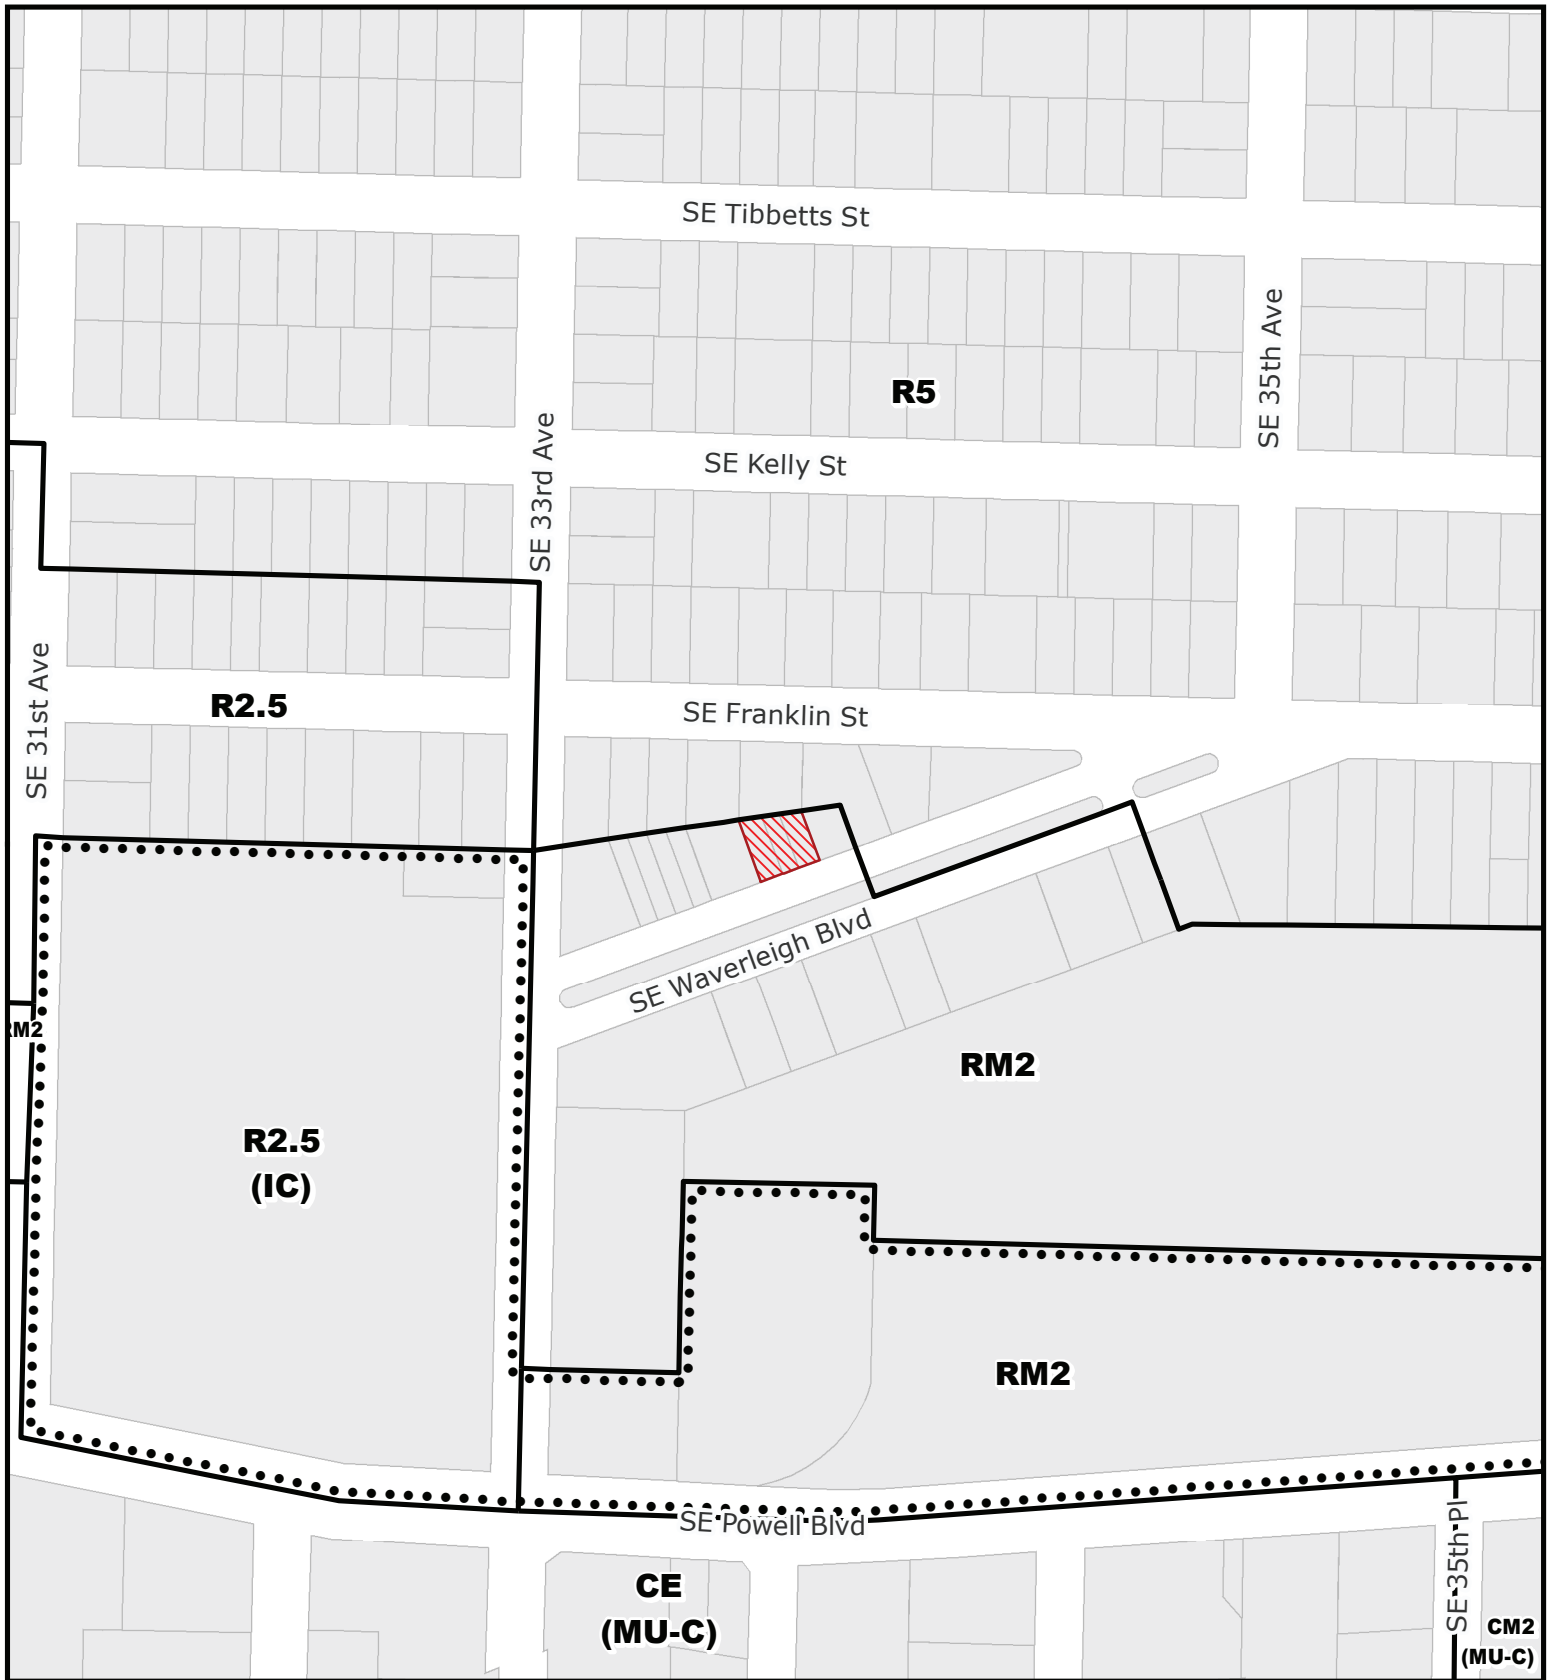 SE Tibbetts St
SE 35th Ave
R5
SE 33rd Ave
SE Kelly St
SE 31st Ave
R2.5
SE Franklin St
SE Waverleigh Blvd
RM2
RM2
R2.5
(IC)
RM2
SE Powell Blvd
SE 35th Pl
CE
(MU-C)
CM2
(MU-C)